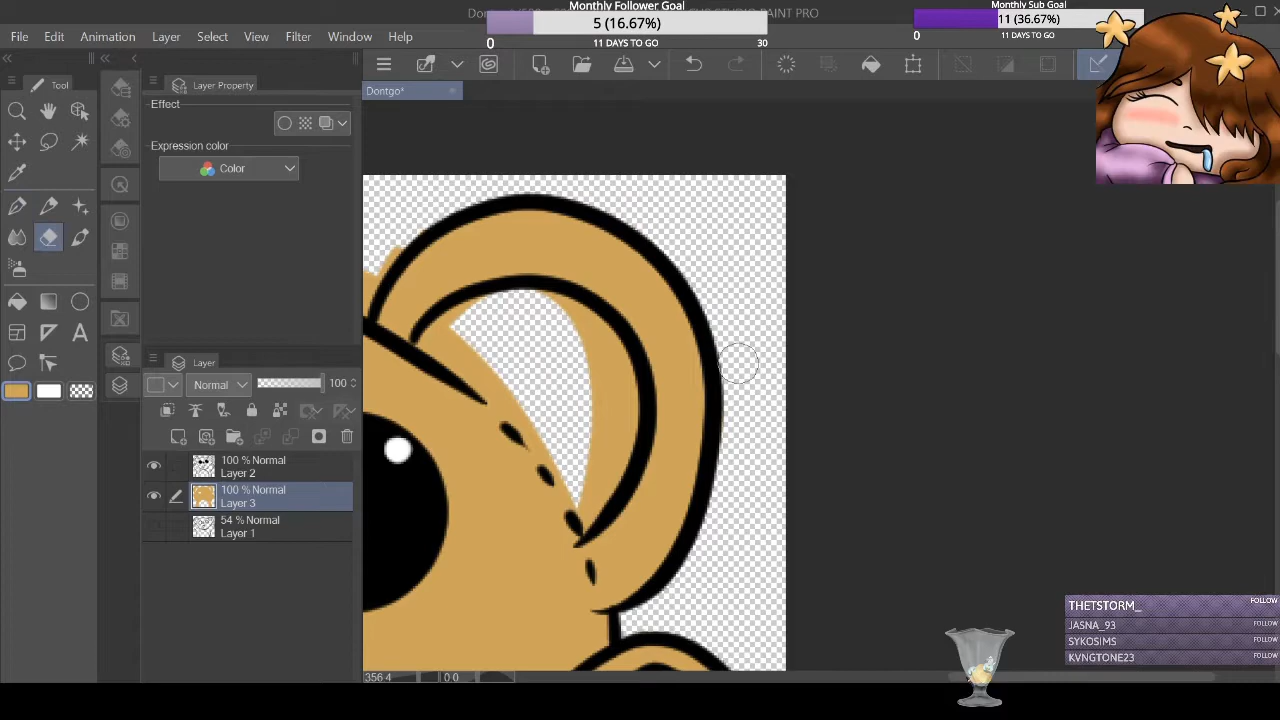 Monthly Follower Goal
5 (16.67%)
0
11 DAYS TO GO
30
Monthly Sub Goal
11 (36.67%)
0
11 DAYS TO GO
PAINT PRO
File Edit Animation Layer Select View Filter Window Help
Tool
Layer Property
Dontgo*
Effect
Expression color
Color
Layer
Normal
100
100 %Normal
Layer 2
100 %Normal
Layer 3
54 %Normal
Layer 1
356 4
0 0
THETSTORM_ FOLLOW
JASNA_93 FOLLOW
SYKOSIMS FOLLOW
KVNGTONE23 FOLLOW